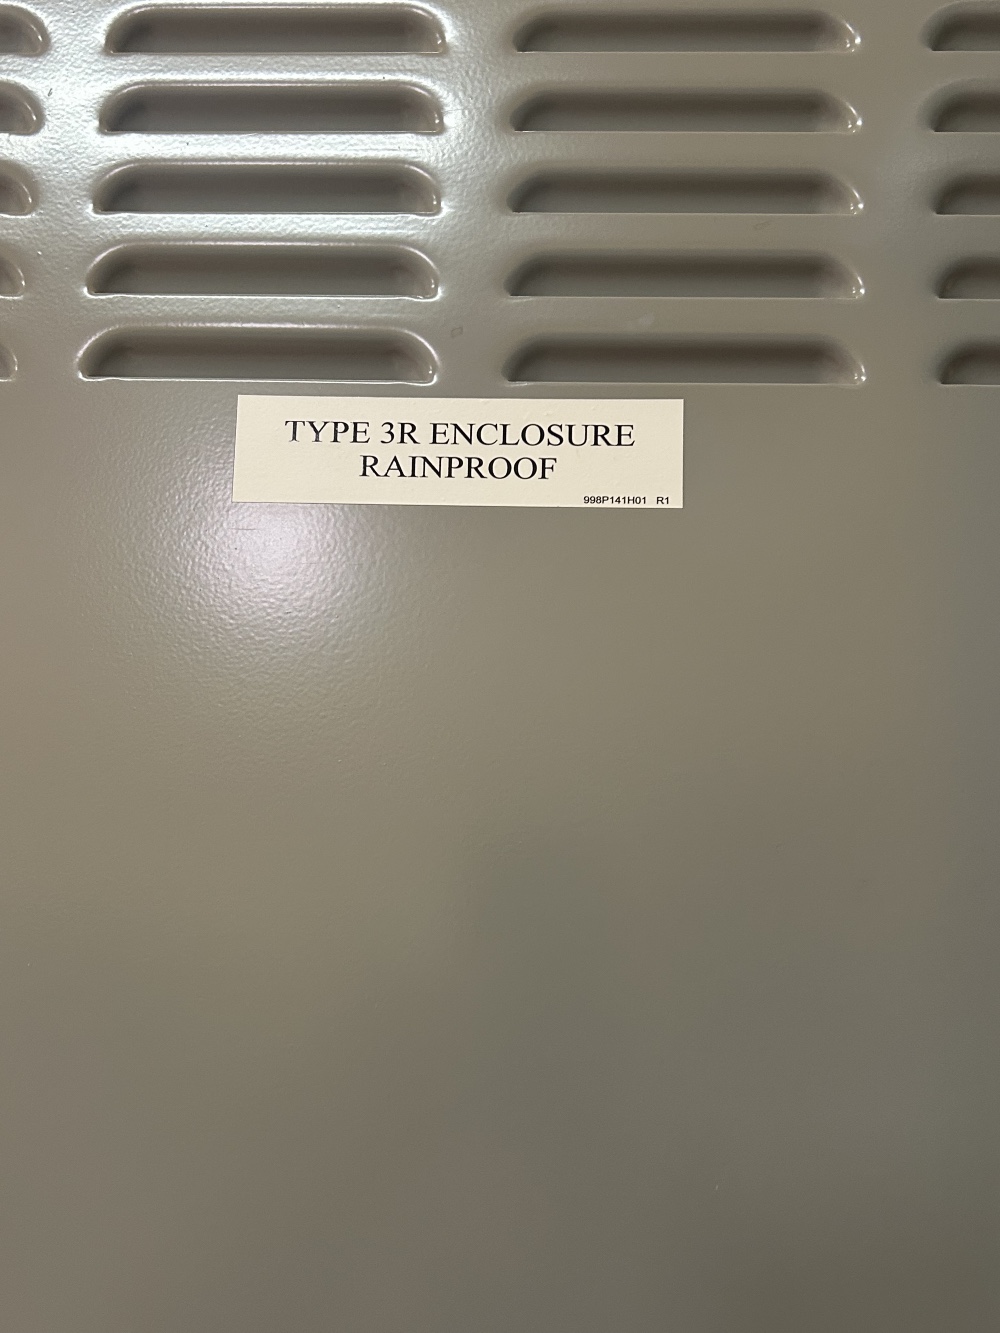 TYPE 3R ENCLOSURE
RAINPROOF
998P141H01 R1